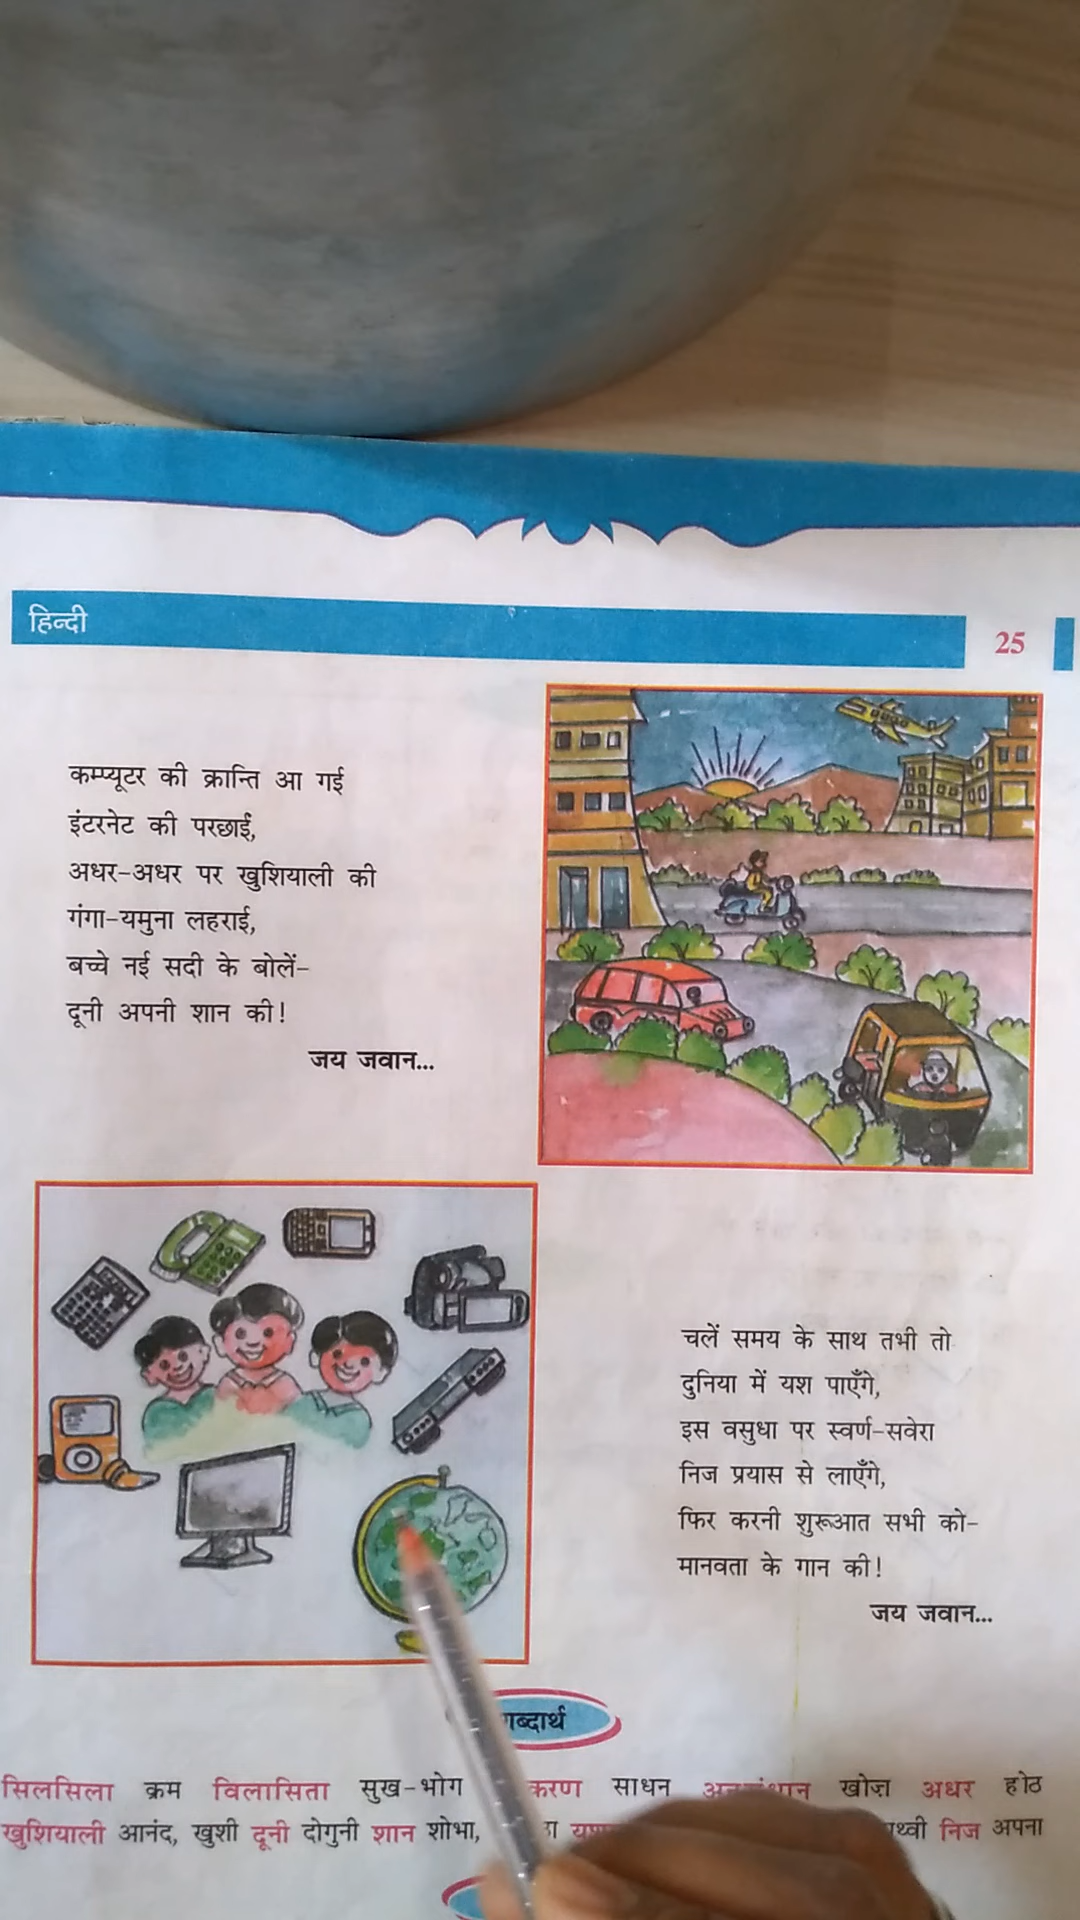 हिन्दी
25
कम्प्यूटर की क्रान्ति आ गई
इंटरनेट की परछाईं,
अधर-अधर पर खुशियाली की
गंगा-यमुना लहराई,
बच्चे नई सदी के बोलें-
दूनी अपनी शान की!
जय जवान...
चलें समय के साथ तभी तो
दुनिया में यश पाएँगे,
इस वसुधा पर स्वर्ण-सवेरा
निज प्रयास से लाएँगे,
फिर करनी शुरूआत सभी को-
मानवता के गान की!
जय जवान...
सिलसिला क्रम विलासिता सुख-भोग साधन खोज़ अधर होंठ
खुशियाली आनंद, खुशी दूनी दोगुनी शान शोभा, निज अपना